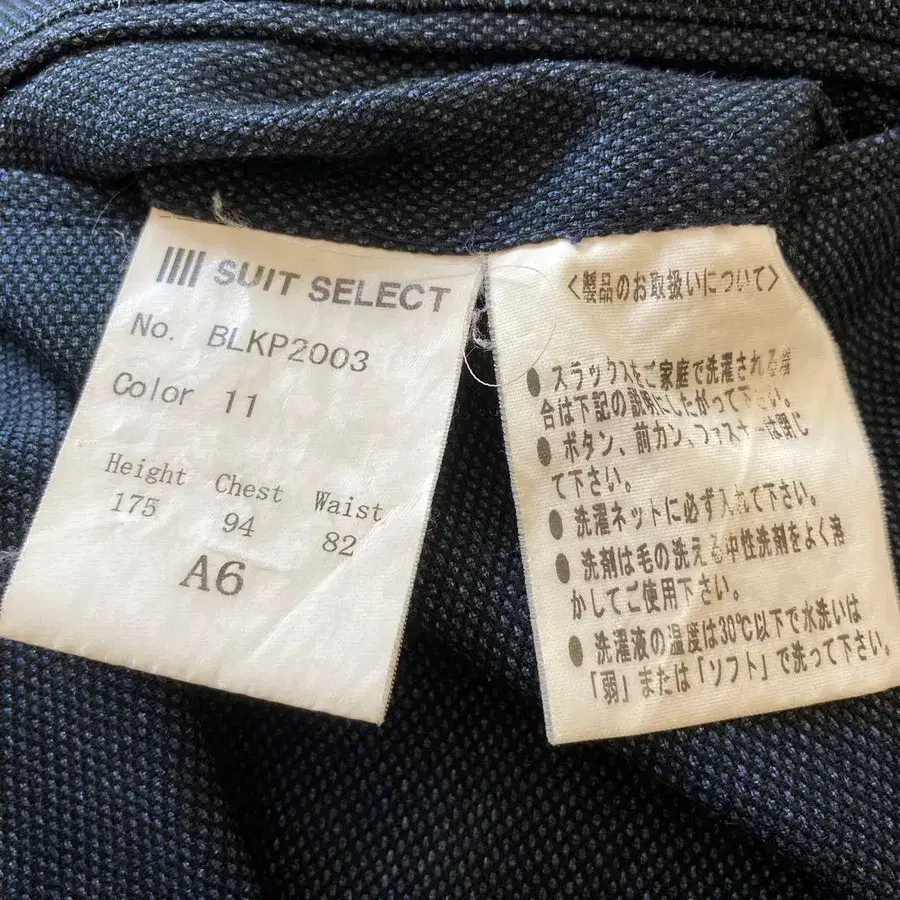 SUIT SELECT
No. BLKP2003
Color 11
Height Chest Waist
175 94 82
A6
〈製品のお取扱いについて〉
● スラックスをご家庭で洗濯される場
合は下記の説明にしたがって下さい。
● ボタン、前カン、ファスナーは閉じ
て下さい。
● 洗濯ネットに必ず入れて下さい。
● 洗剤は毛の洗える中性洗剤をよく溶
かしてご使用下さい。
● 洗濯液の温度は30℃以下で水洗いは
「弱」または「ソフト」で洗って下さい。